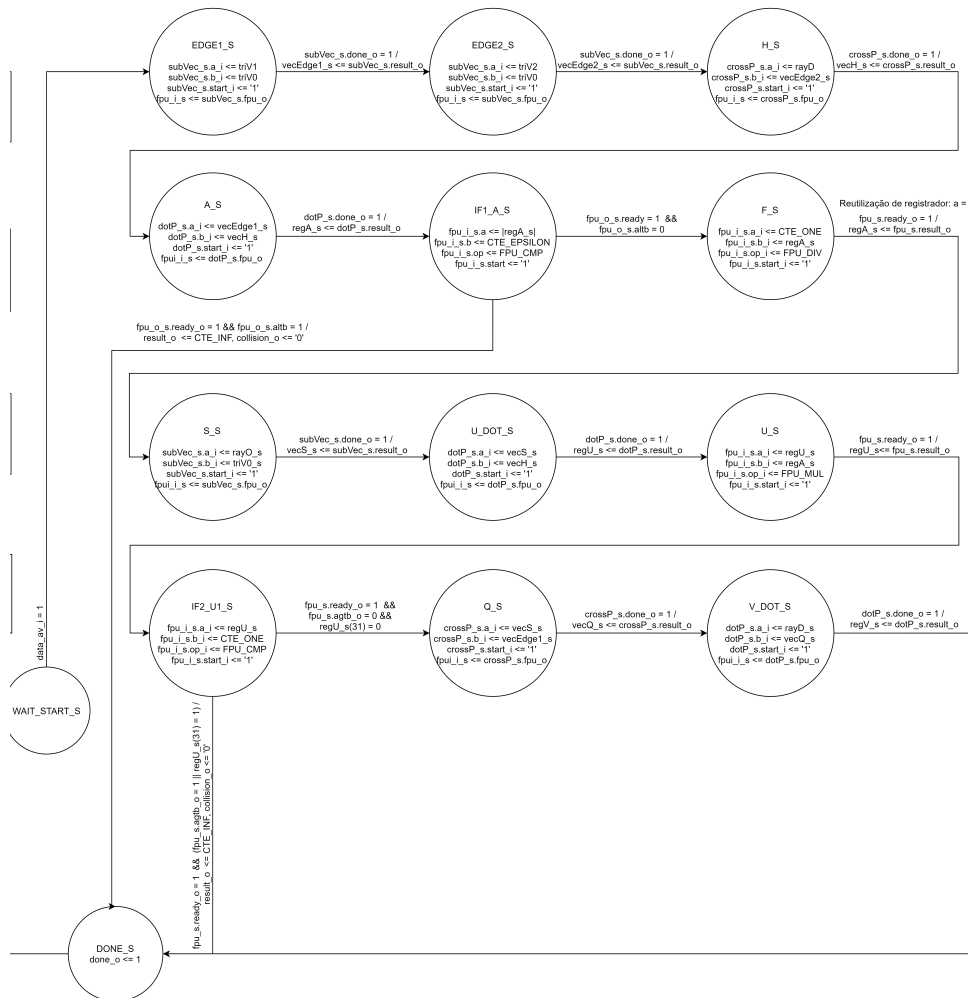 EDGE1_S
subVec_s.a_i <= triV1
subVec_s.b_i <= triV0
subVec_s.start_i <= '1'
fpu_i_s <= subVec_s.fpu_o
subVec_s.done_o = 1 /
vecEdge1_s <= subVec_s.result_o
EDGE2_S
subVec_s.a_i <= triV2
subVec_s.b_i <= triV0
subVec_s.start_i <= '1'
fpu_i_s <= subVec_s.fpu_o
subVec_s.done_o = 1 /
vecEdge2_s <= subVec_s.result_o
H_S
crossP_s.a_i <= rayD
crossP_s.b_i <= vecEdge2_s
crossP_s.start_i <= '1'
fpu_i_s <= crossP_s.fpu_o
crossP_s.done_o = 1 /
vecH_s <= crossP_s.result_o
A_S
dotP_s.a_i <= vecEdge1_s
dotP_s.b_i <= vecH_s
dotP_s.start_i <= '1'
fpui_i_s <= dotP_s.fpu_o
dotP_s.done_o = 1 /
regA_s <= dotP_s.result_o
IF1_A_S
fpu_i_s.a <= |regA_s|
fpu_i_s.b <= CTE_EPSILON
fpu_i_s.op <= FPU_CMP
fpu_i_s.start <= '1'
fpu_o_s.ready = 1 &&
fpu_o_s.altb = 0
F_S
fpu_i_s.a_i <= CTE_ONE
fpu_i_s.b_i <= regA_s
fpu_i_s.op_i <= FPU_DIV
fpu_i_s.start_i <= '1'
Reutilização de registrador: a =
fpu_s.ready_o = 1 /
regA_s <= fpu_s.result_o
fpu_o_s.ready_o = 1 && fpu_o_s.altb = 1 /
result_o <= CTE_INF, collision_o <= '0'
S_S
subVec_s.a_i <= rayO_s
subVec_s.b_i <= triV0_s
subVec_s.start_i <= '1'
fpui_i_s <= subVec_s.fpu_o
subVec_s.done_o = 1 /
vecS_s <= subVec_s.result_o
U_DOT_S
dotP_s.a_i <= vecS_s
dotP_s.b_i <= vecH_s
dotP_s.start_i <= '1'
fpui_i_s <= dotP_s.fpu_o
dotP_s.done_o = 1 /
regU_s <= dotP_s.result_o
U_S
fpu_i_s.a_i <= regU_s
fpu_i_s.b_i <= regA_s
fpu_i_s.op_i <= FPU_MUL
fpu_i_s.start_i <= '1'
fpu_s.ready_o = 1 /
regU_s<= fpu_s.result_o
IF2_U1_S
fpu_i_s.a_i <= regU_s
fpu_i_s.b_i <= CTE_ONE
fpu_i_s.op_i <= FPU_CMP
fpu_i_s.start_i <= '1'
fpu_s.ready_o = 1 &&
fpu_s.agtb_o = 0 &&
regU_s(31) = 0
Q_S
crossP_s.a_i <= vecS_s
crossP_s.b_i <= vecEdge1_s
crossP_s.start_i <= '1'
fpui_i_s <= crossP_s.fpu_o
crossP_s.done_o = 1 /
vecQ_s <= crossP_s.result_o
V_DOT_S
dotP_s.a_i <= rayD_s
dotP_s.b_i <= vecQ_s
dotP_s.start_i <= '1'
fpui_i_s <= dotP_s.fpu_o
dotP_s.done_o = 1 /
regV_s <= dotP_s.result_o
data_av_i = 1
WAIT_START_S
fpu_s.ready_o = 1 && (fpu_s.agtb_o = 1 || regU_s(31) = 1) /
result_o <= CTE_INF, collision_o <= '0'
DONE_S
done_o <= 1